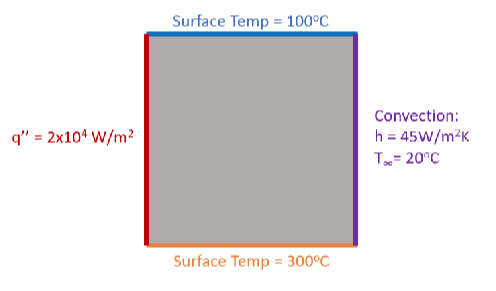 Surface Temp = 100°C
q'' = 2x10⁴ W/m²
Convection:
h = 45W/m²K
T∞= 20°C
Surface Temp = 300°C